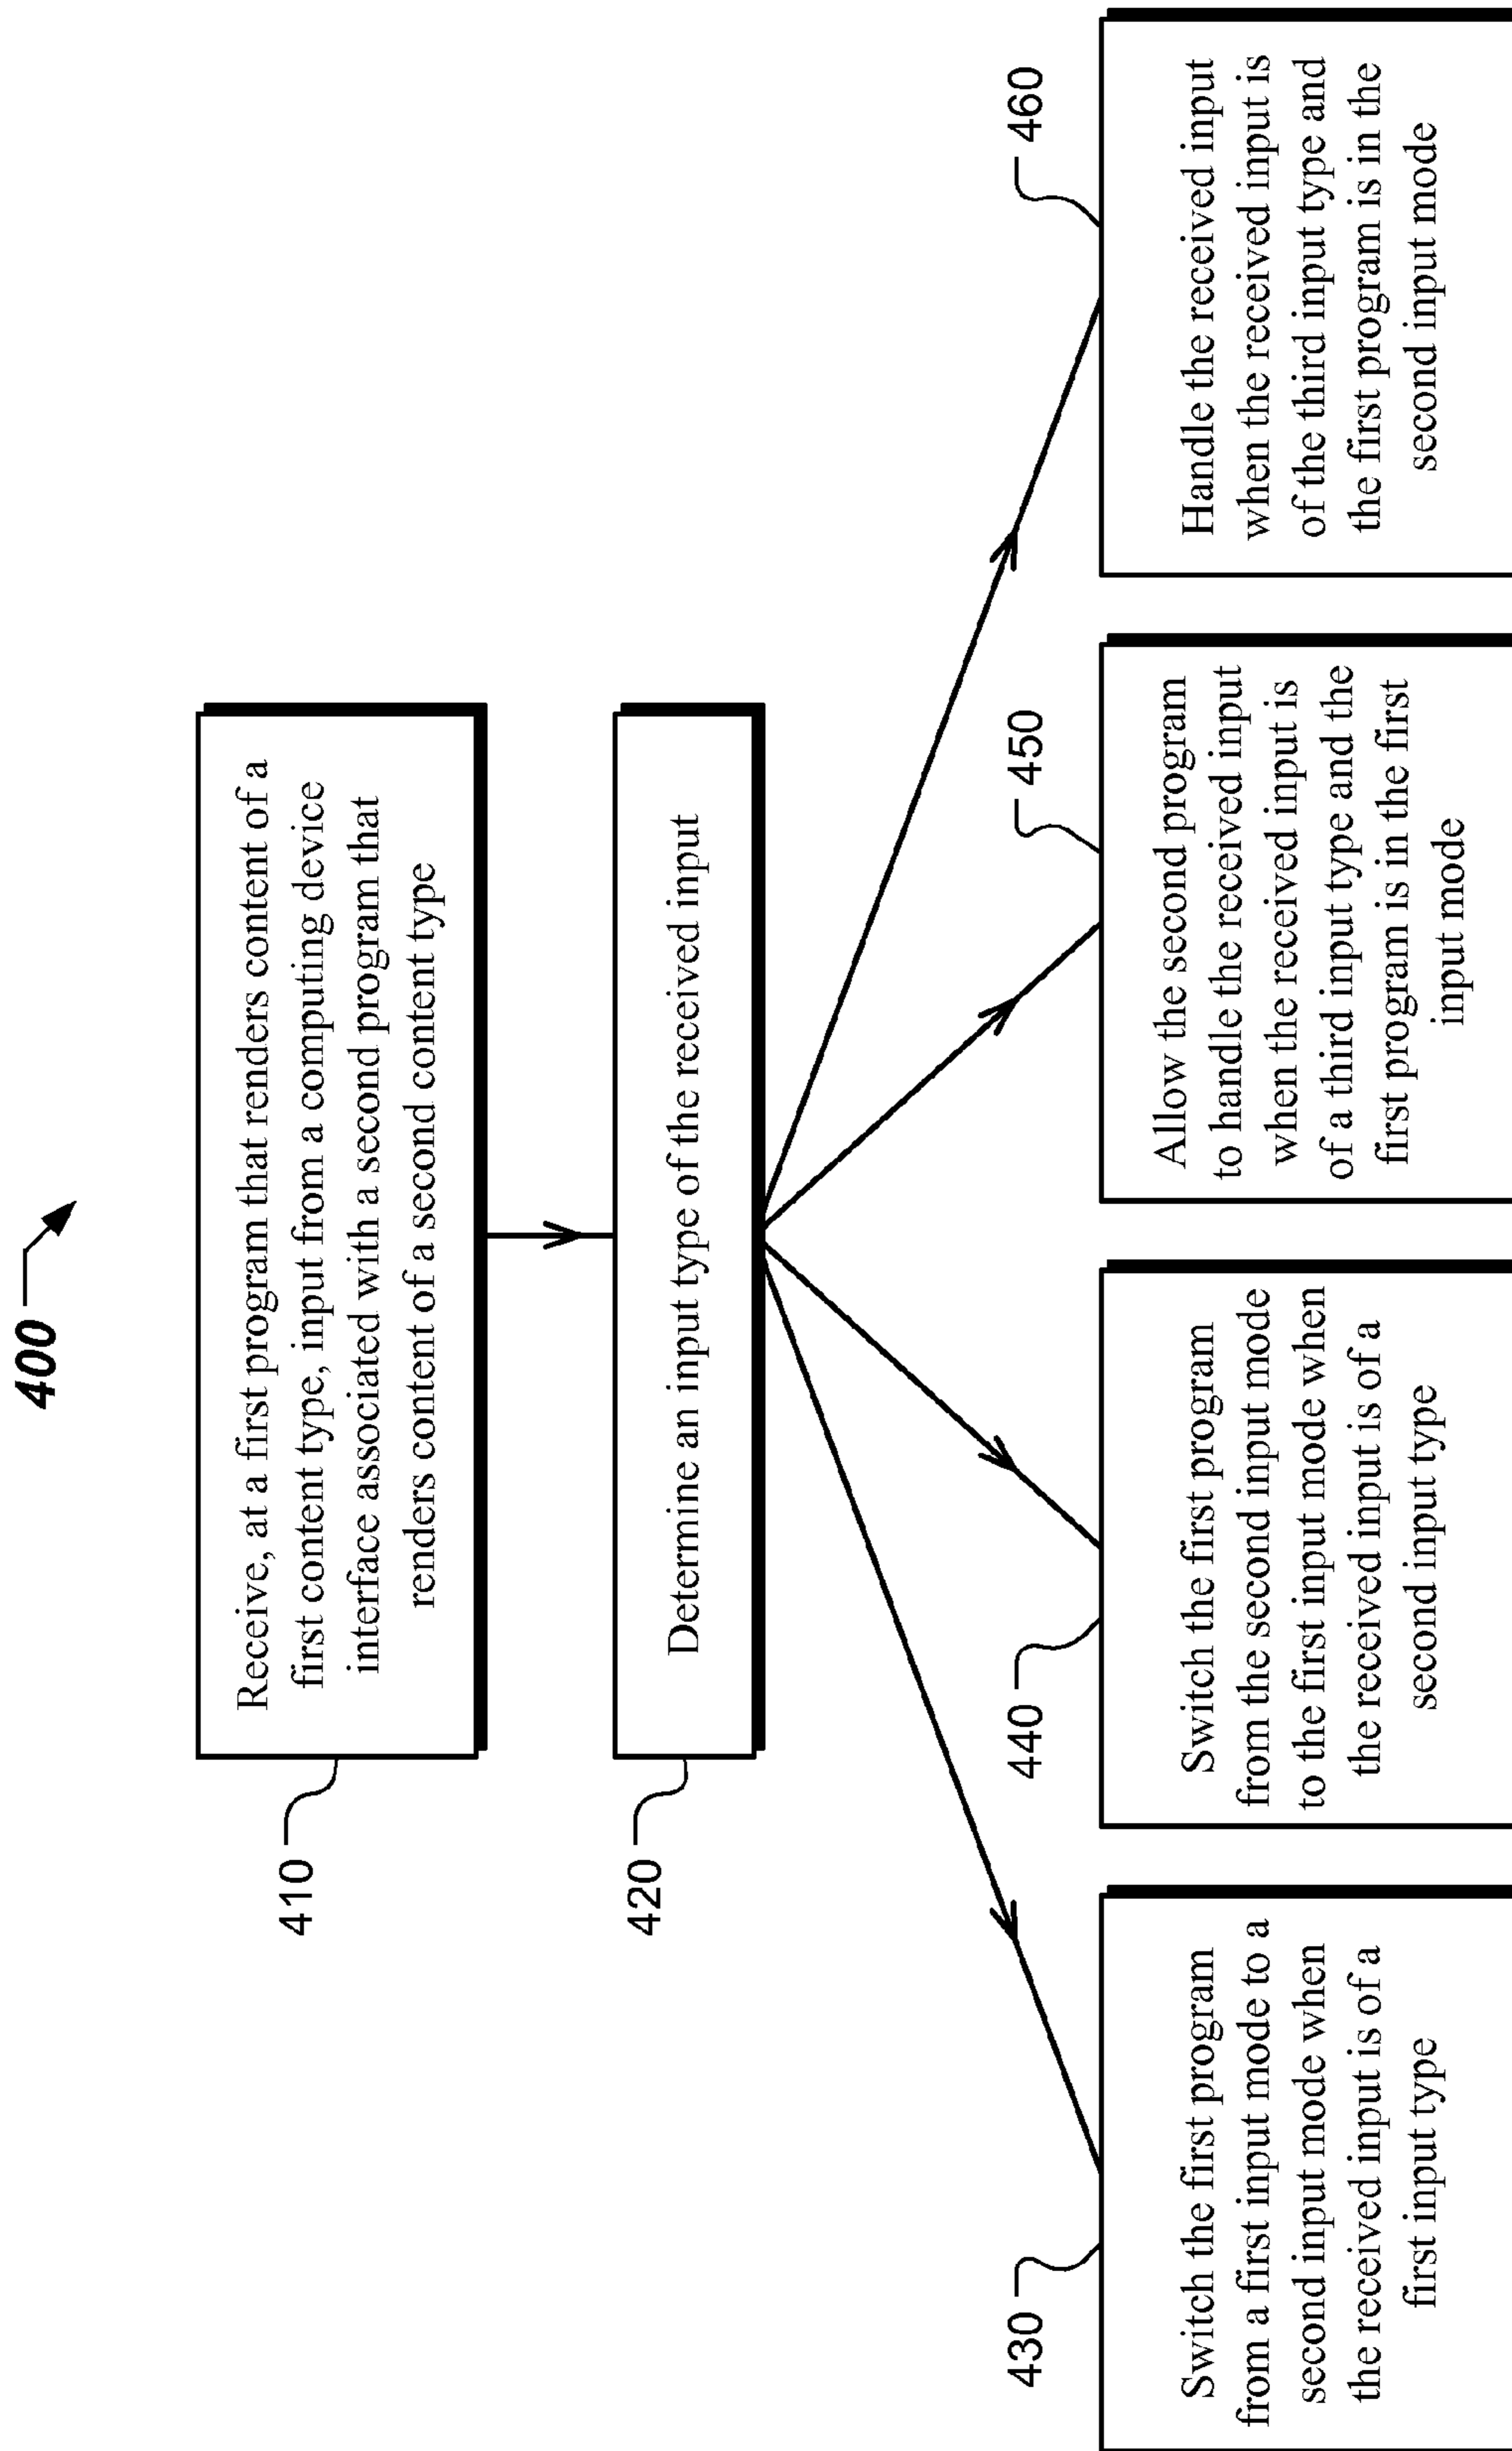 400
410
Receive, at a first program that renders content of a
first content type, input from a computing device
interface associated with a second program that
renders content of a second content type
420
Determine an input type of the received input
430
Switch the first program
from a first input mode to a
second input mode when
the received input is of a
first input type
440
Switch the first program
from the second input mode
to the first input mode when
the received input is of a
second input type
450
Allow the second program
to handle the received input
when the received input is
of a third input type and the
first program is in the first
input mode
460
Handle the received input
when the received input is
of the third input type and
the first program is in the
second input mode